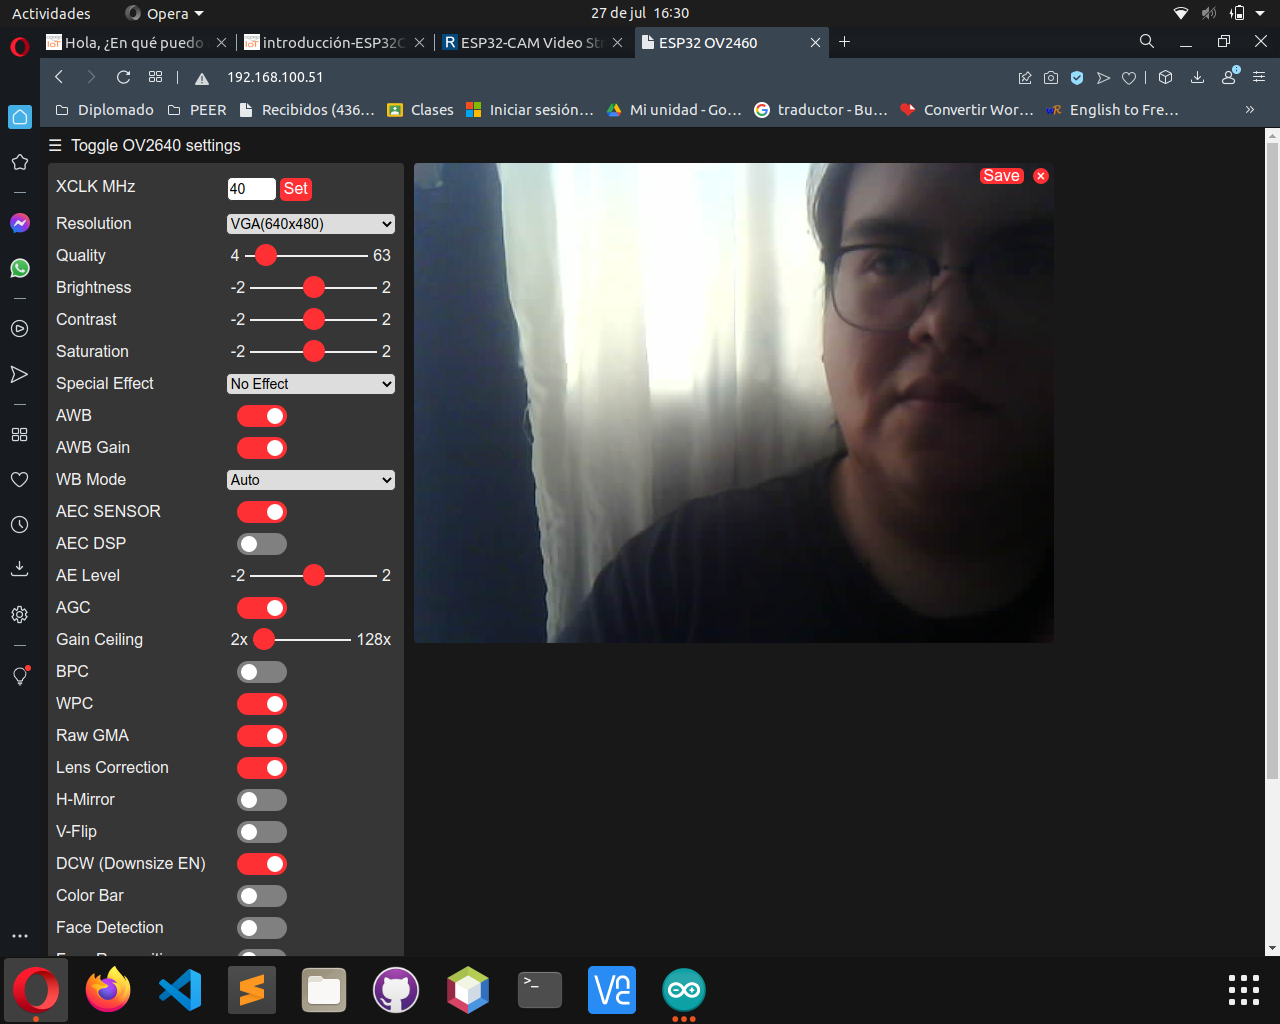 Actividades Opera 27 de jul 16:30
Hola, ¿En qué puedo introducción-ESP32C ESP32-CAM Video Str ESP32 OV2460
192.168.100.51
Diplomado PEER Recibidos (436… Clases Iniciar sesión… Mi unidad - Go… traductor - Bu… Convertir Wor… English to Fre…
☰ Toggle OV2640 settings
XCLK MHz 40 Set
Save ×
Resolution VGA(640x480)
Quality 4 63
Brightness -2 2
Contrast -2 2
Saturation -2 2
Special Effect No Effect
AWB
AWB Gain
WB Mode Auto
AEC SENSOR
AEC DSP
AE Level -2 2
AGC
Gain Ceiling 2x 128x
BPC
WPC
Raw GMA
Lens Correction
H-Mirror
V-Flip
DCW (Downsize EN)
Color Bar
Face Detection